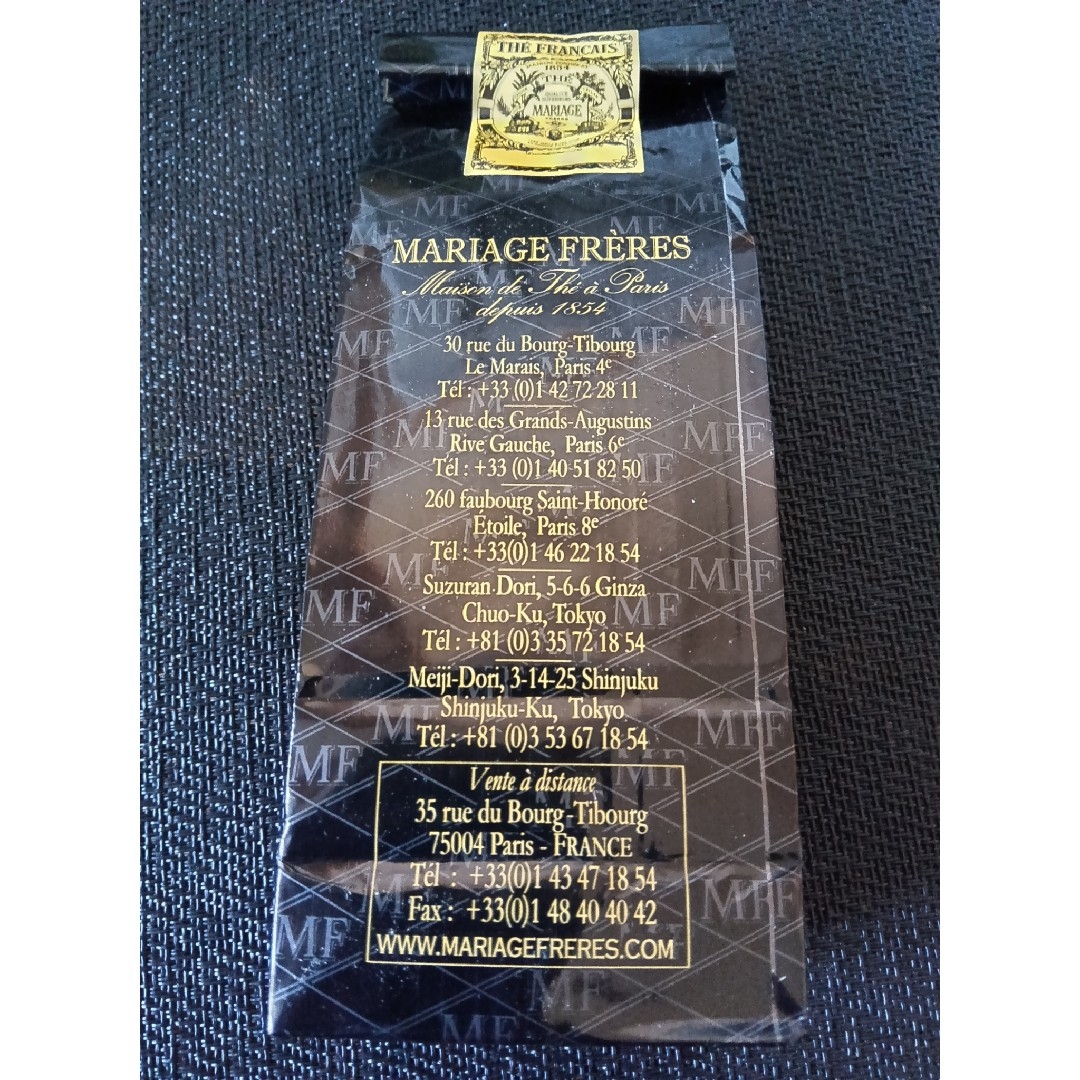 THÉ FRANÇAIS
1854
THÉ
MARIAGE
MARIAGE FRÈRES
Maison de Thé à Paris
depuis 1854
30 rue du Bourg-Tibourg
Le Marais, Paris 4e
Tél : +33 (0)1 42 72 28 11
13 rue des Grands-Augustins
Rive Gauche, Paris 6e
Tél : +33 (0)1 40 51 82 50
260 faubourg Saint-Honoré
Étoile, Paris 8e
Tél : +33(0)1 46 22 18 54
Suzuran Dori, 5-6-6 Ginza
Chuo-Ku, Tokyo
Tél : +81 (0)3 35 72 18 54
Meiji-Dori, 3-14-25 Shinjuku
Shinjuku-Ku, Tokyo
Tél : +81 (0)3 53 67 18 54
Vente à distance
35 rue du Bourg-Tibourg
75004 Paris - FRANCE
Tél : +33(0)1 43 47 18 54
Fax : +33(0)1 48 40 40 42
WWW.MARIAGEFRERES.COM